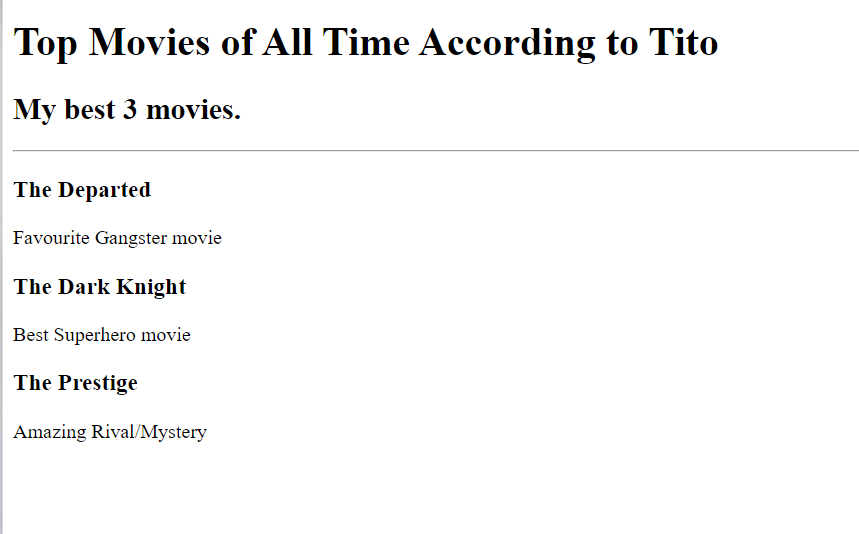 Top Movies of All Time According to Tito
My best 3 movies.
The Departed
Favourite Gangster movie
The Dark Knight
Best Superhero movie
The Prestige
Amazing Rival/Mystery